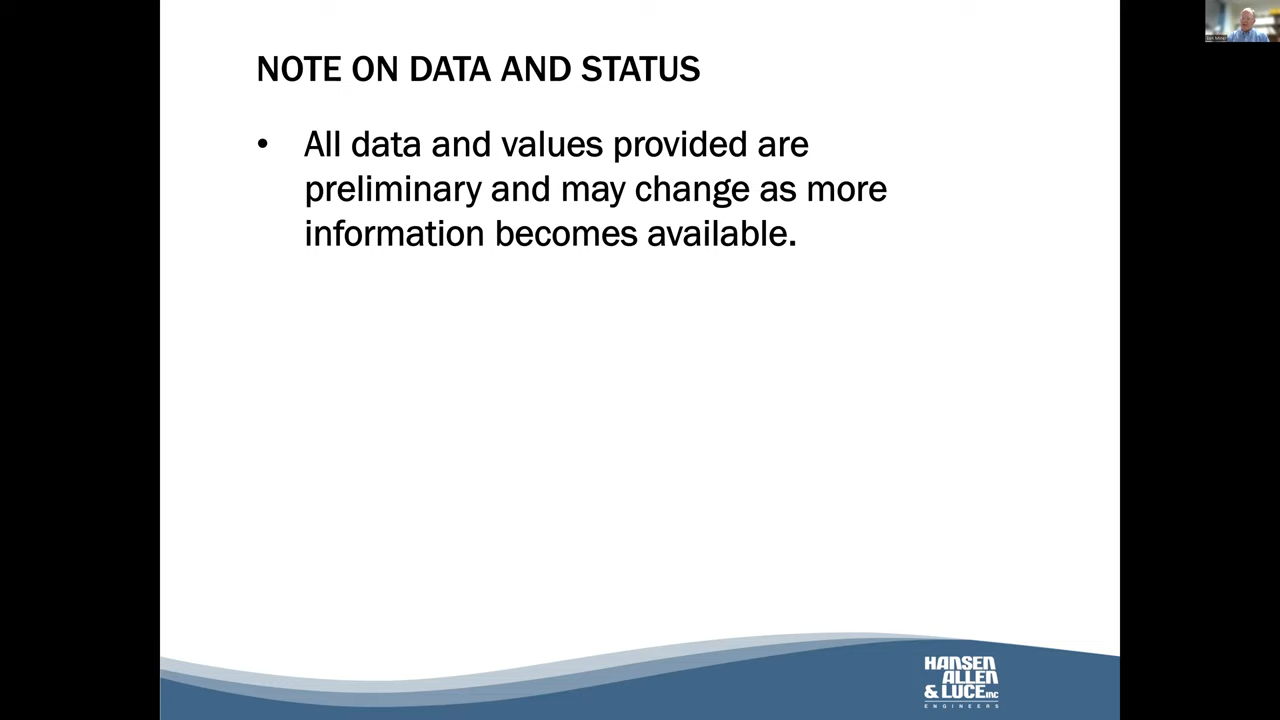 NOTE ON DATA AND STATUS
• All data and values provided are
preliminary and may change as more
information becomes available.
HANSEN
ALLEN
& LUCE INC
ENGINEERS